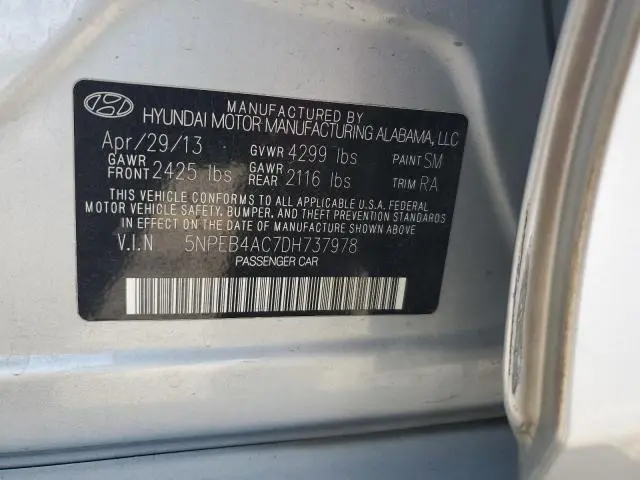 MANUFACTURED BY
HYUNDAI MOTOR MANUFACTURING ALABAMA, LLC
Apr/29/13 GVWR 4299 lbs PAINT SM
GAWR FRONT 2425 lbs GAWR REAR 2116 lbs TRIM RA
THIS VEHICLE CONFORMS TO ALL APPLICABLE U.S.A. FEDERAL
MOTOR VEHICLE SAFETY, BUMPER, AND THEFT PREVENTION STANDARDS
IN EFFECT ON THE DATE OF MANUFACTURE SHOWN ABOVE.
V.I.N 5NPEB4AC7DH737978
PASSENGER CAR